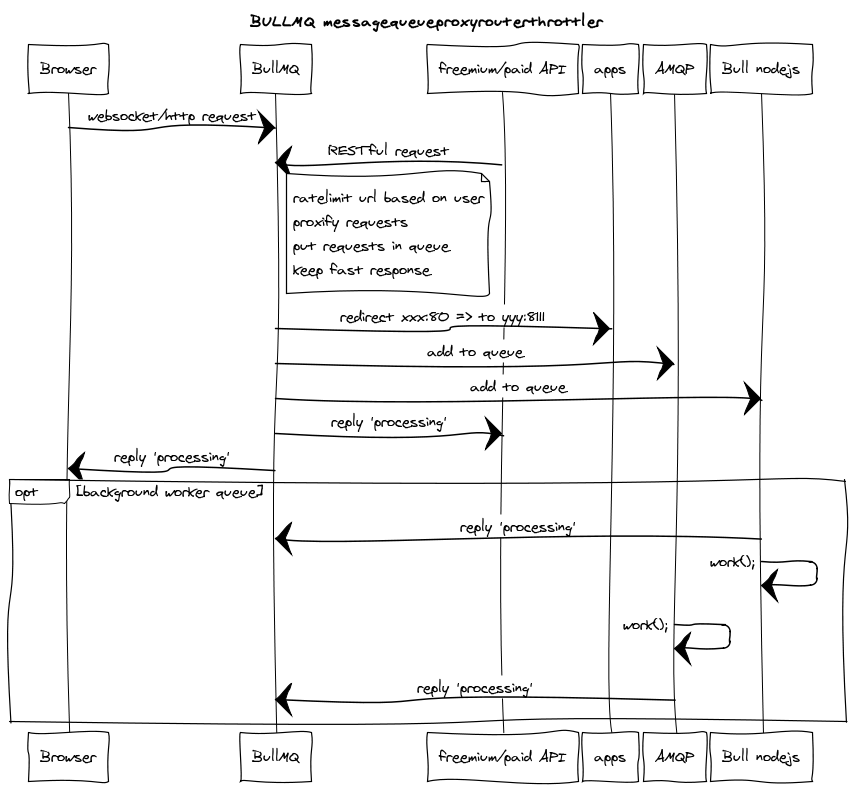 BULLMQ messagequeueproxyrouterthrottler
Browser
BullMQ
freemium/paid API
apps
AMQP
Bull nodejs
websocket/http request
RESTful request
ratelimit url based on user
proxify requests
put requests in queue
keep fast response
redirect xxx:80 => to yyy:8111
add to queue
add to queue
reply 'processing'
reply 'processing'
opt [background worker queue]
reply 'processing'
work();
work();
reply 'processing'
Browser
BullMQ
freemium/paid API
apps
AMQP
Bull nodejs